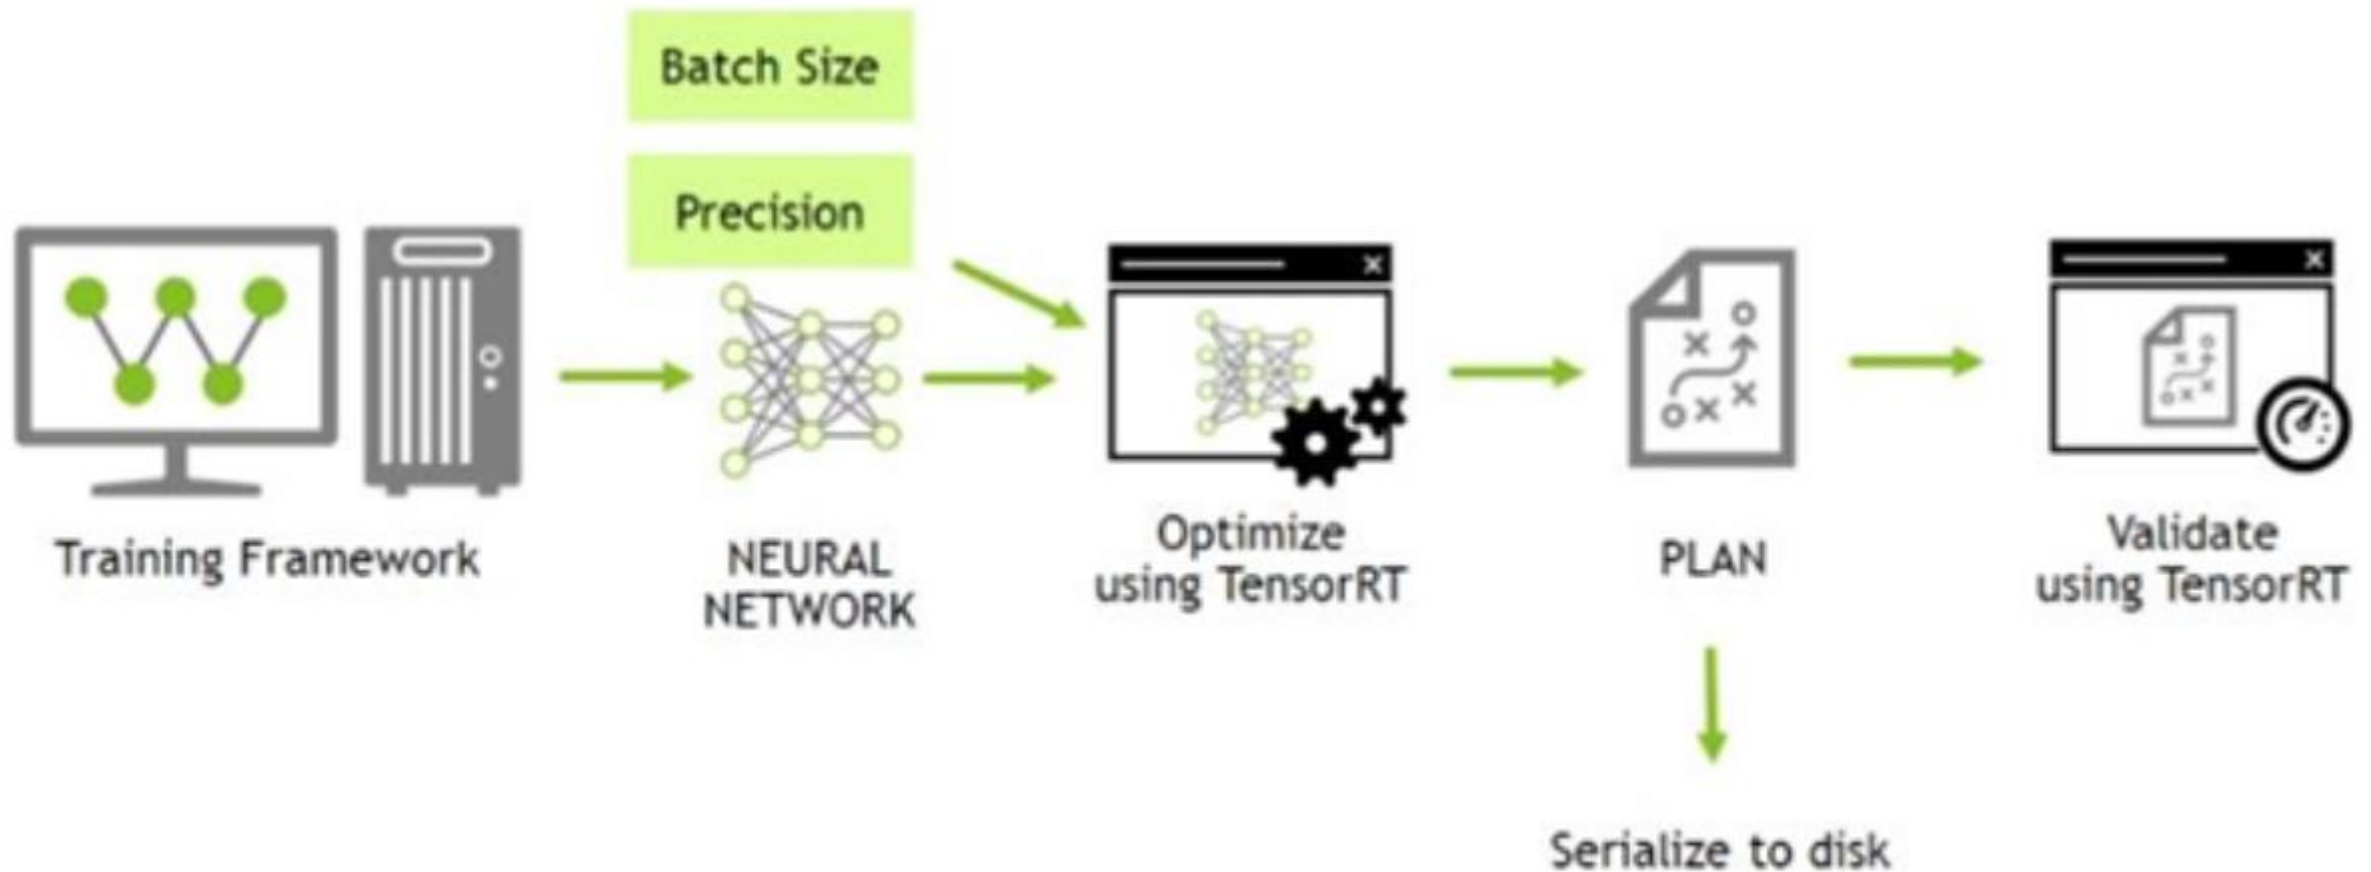 Batch Size
Precision
Training Framework
NEURAL
NETWORK
Optimize
using TensorRT
PLAN
Validate
using TensorRT
Serialize to disk